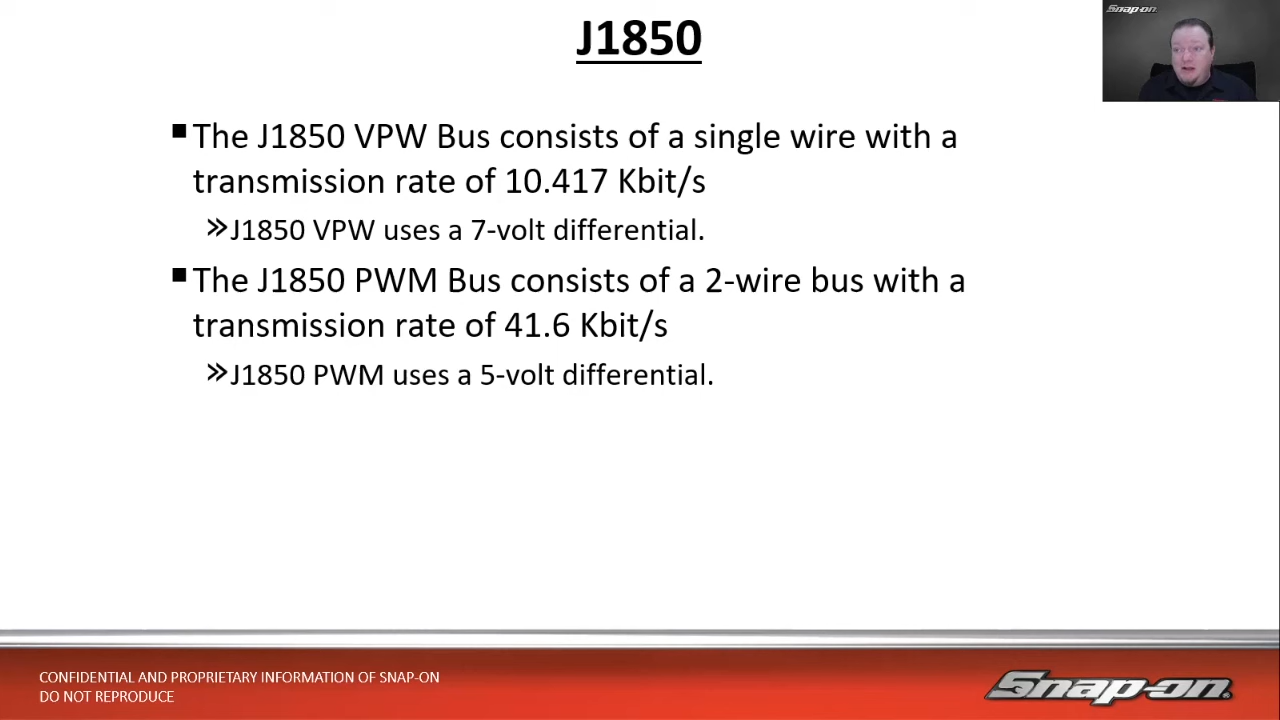 J1850
Snap-on
▪ The J1850 VPW Bus consists of a single wire with a
transmission rate of 10.417 Kbit/s
» J1850 VPW uses a 7-volt differential.
▪ The J1850 PWM Bus consists of a 2-wire bus with a
transmission rate of 41.6 Kbit/s
» J1850 PWM uses a 5-volt differential.
CONFIDENTIAL AND PROPRIETARY INFORMATION OF SNAP-ON
DO NOT REPRODUCE
Snap-on®